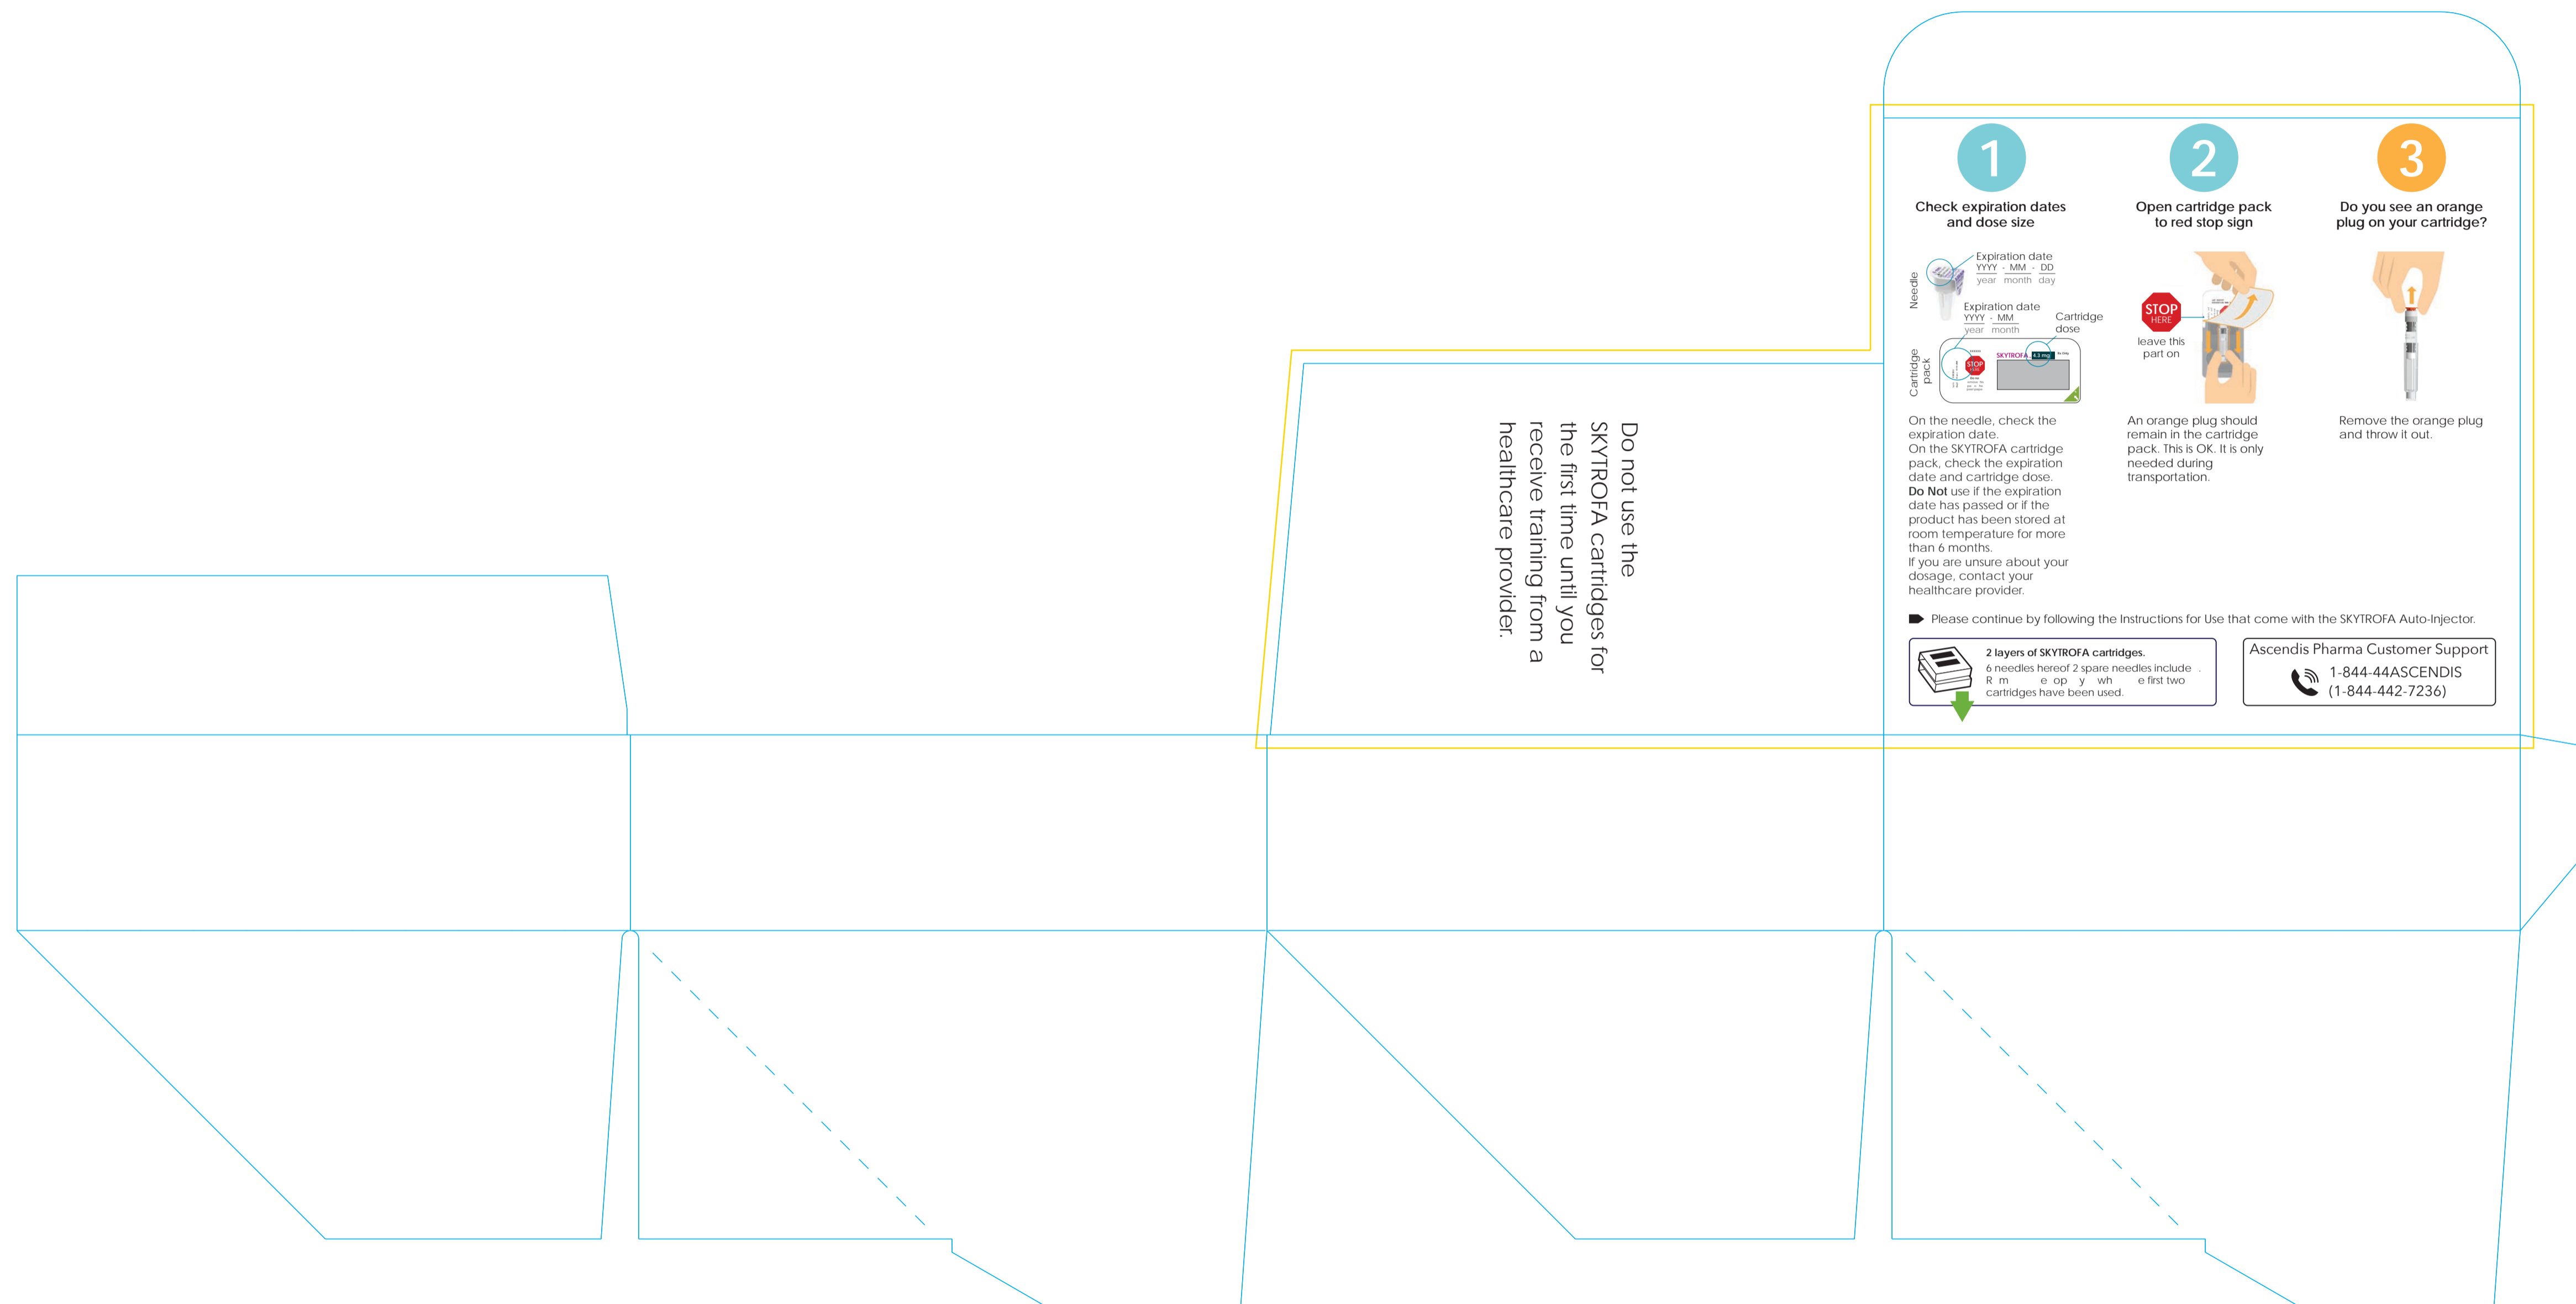 1
Check expiration dates
and dose size
Needle
Expiration date
YYYY - MM - DD
year month day
Expiration date
YYYY - MM
year month
Cartridge
dose
Cartridge
pack
STOP
SKYTROFA 4.3 mg
On the needle, check the
expiration date.
On the SKYTROFA cartridge
pack, check the expiration
date and cartridge dose.
Do Not use if the expiration
date has passed or if the
product has been stored at
room temperature for more
than 6 months.
If you are unsure about your
dosage, contact your
healthcare provider.
2
Open cartridge pack
to red stop sign
STOP
HERE
leave this
part on
An orange plug should
remain in the cartridge
pack. This is OK. It is only
needed during
transportation.
3
Do you see an orange
plug on your cartridge?
Remove the orange plug
and throw it out.
Please continue by following the Instructions for Use that come with the SKYTROFA Auto-Injector.
2 layers of SKYTROFA cartridges.
6 needles hereof 2 spare needles include .
R m e op y wh e first two
cartridges have been used.
Ascendis Pharma Customer Support
1-844-44ASCENDIS
(1-844-442-7236)
Do not use the
SKYTROFA cartridges for
the first time until you
receive training from a
healthcare provider.